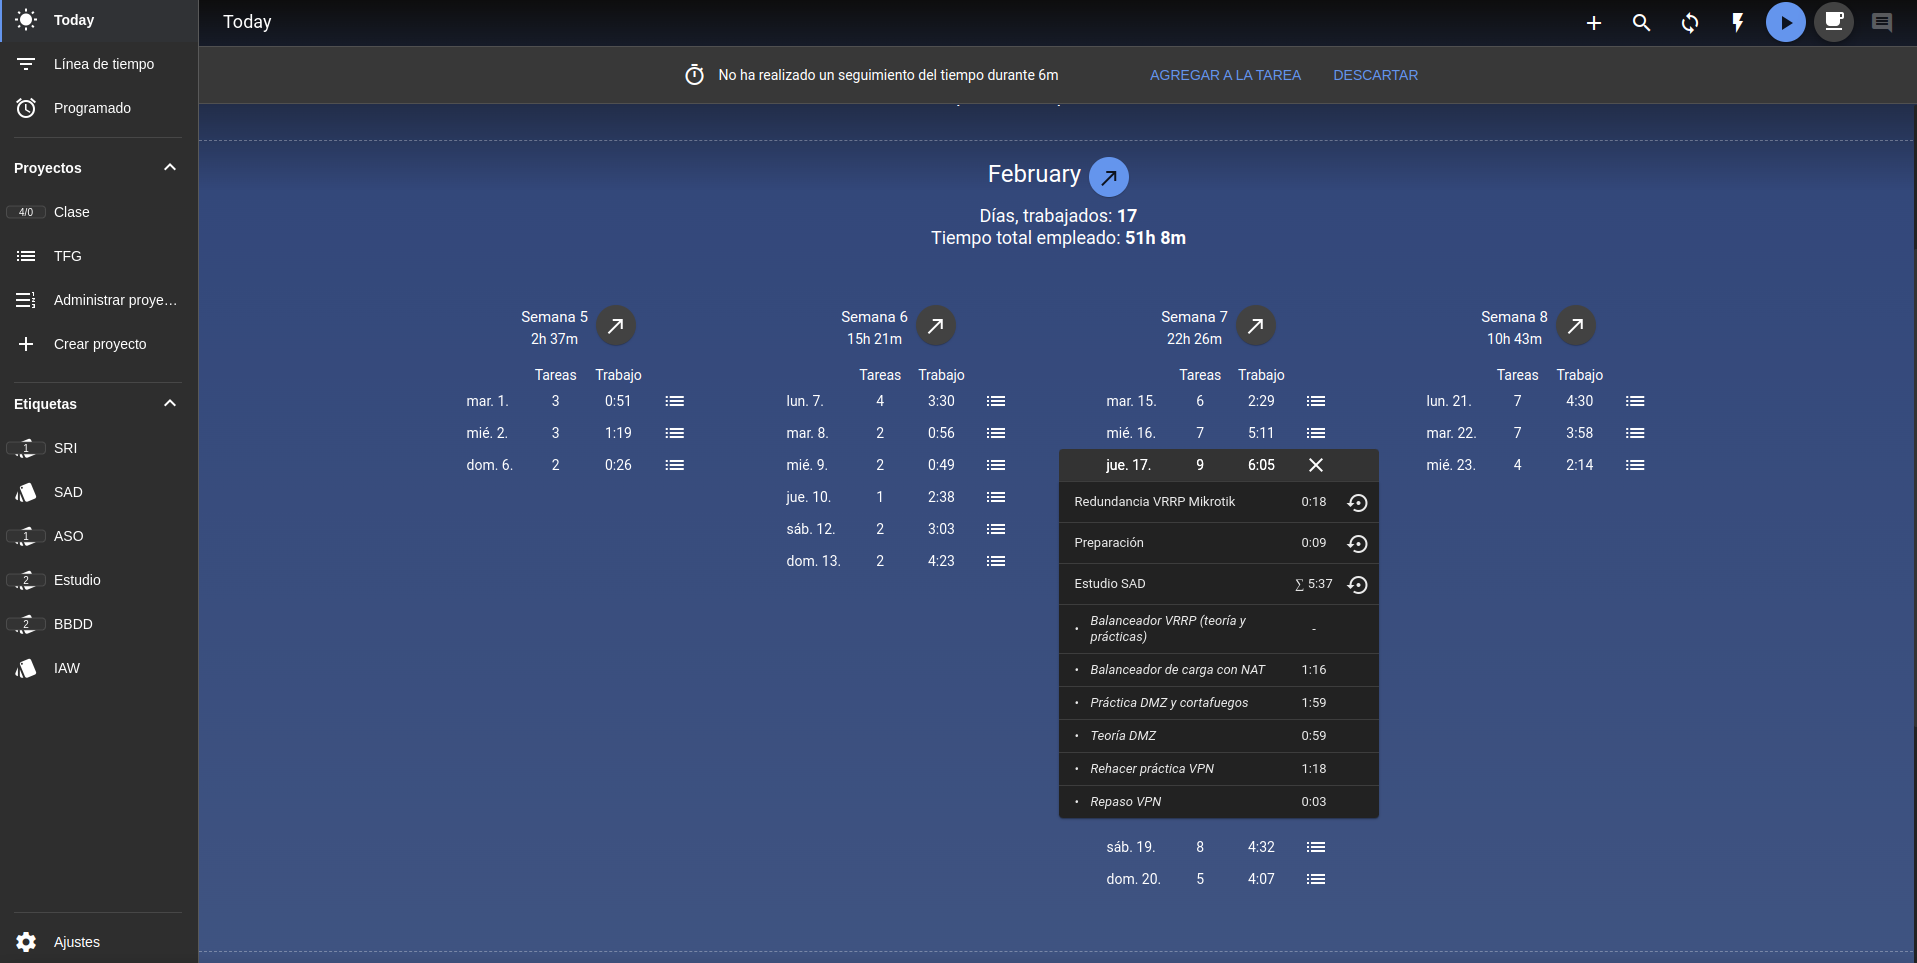 Today
Línea de tiempo
Programado
Proyectos
4/0 Clase
TFG
Administrar proye...
Crear proyecto
Etiquetas
1 SRI
SAD
1 ASO
2 Estudio
2 BBDD
IAW
Ajustes
Today
No ha realizado un seguimiento del tiempo durante 6m AGREGAR A LA TAREA DESCARTAR
February
Días, trabajados: 17
Tiempo total empleado: 51h 8m
Semana 5
2h 37m
Tareas Trabajo
mar. 1. 3 0:51
mié. 2. 3 1:19
dom. 6. 2 0:26
Semana 6
15h 21m
Tareas Trabajo
lun. 7. 4 3:30
mar. 8. 2 0:56
mié. 9. 2 0:49
jue. 10. 1 2:38
sáb. 12. 2 3:03
dom. 13. 2 4:23
Semana 7
22h 26m
Tareas Trabajo
mar. 15. 6 2:29
mié. 16. 7 5:11
jue. 17. 9 6:05
Redundancia VRRP Mikrotik 0:18
Preparación 0:09
Estudio SAD ∑ 5:37
• Balanceador VRRP (teoría y
prácticas) -
• Balanceador de carga con NAT 1:16
• Práctica DMZ y cortafuegos 1:59
• Teoría DMZ 0:59
• Rehacer práctica VPN 1:18
• Repaso VPN 0:03
sáb. 19. 8 4:32
dom. 20. 5 4:07
Semana 8
10h 43m
Tareas Trabajo
lun. 21. 7 4:30
mar. 22. 7 3:58
mié. 23. 4 2:14